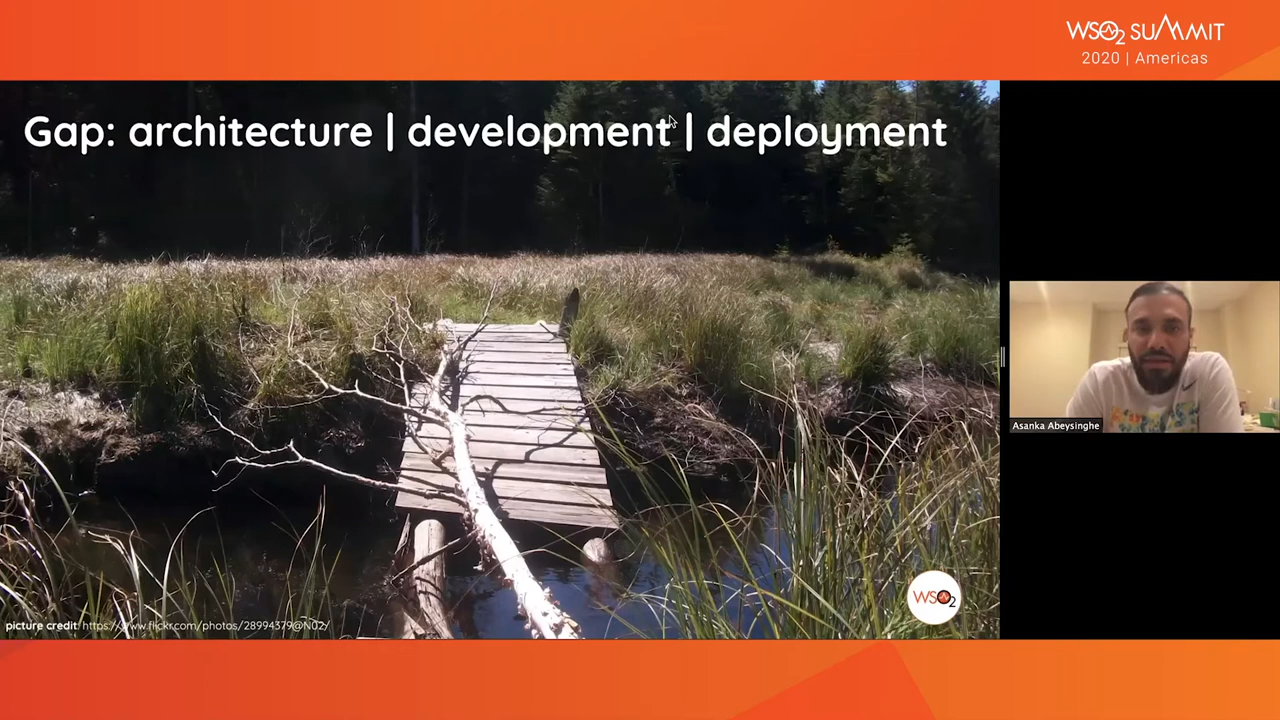 WSO2 SUMMIT
2020 | Americas
Gap: architecture | development | deployment
Asanka Abeysinghe
WSO2
picture credit: https://www.flickr.com/photos/28994379@N02/